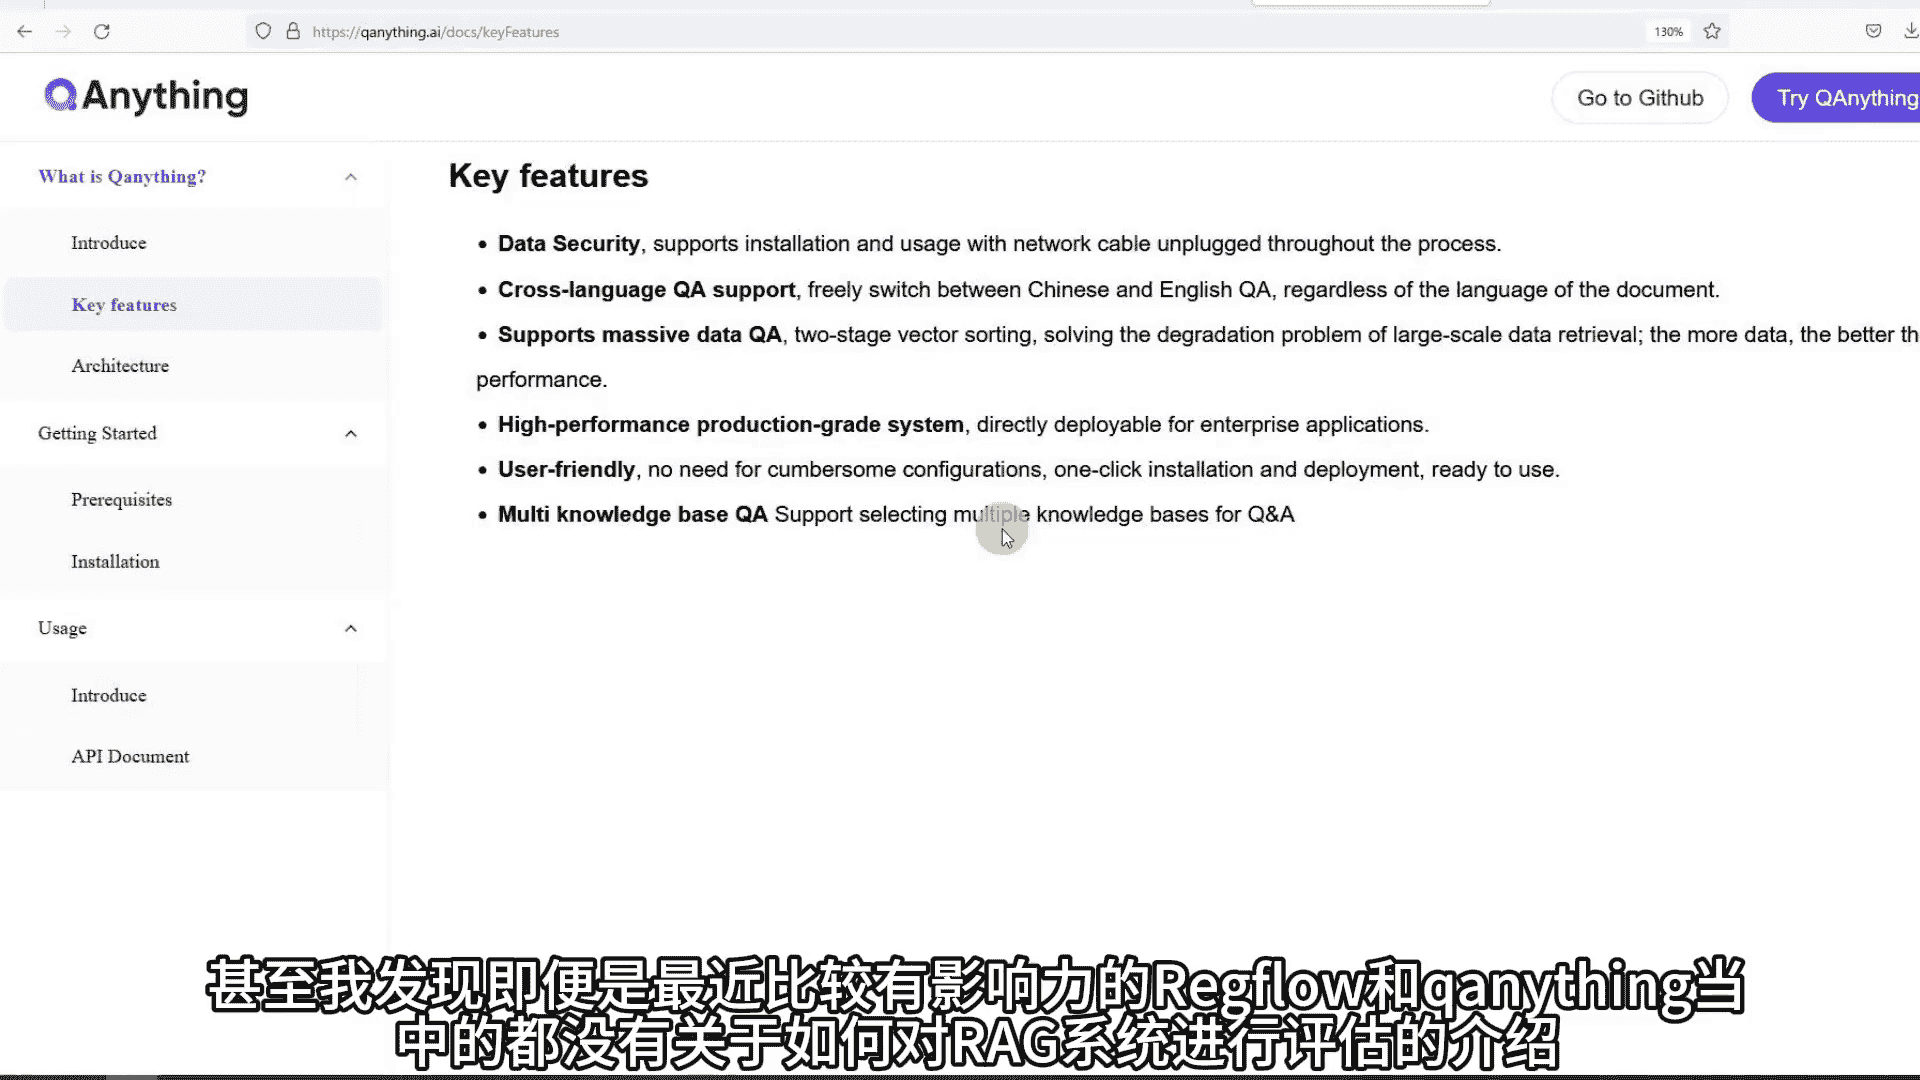 https://qanything.ai/docs/keyFeatures
130%
QAnything
Go to Github
Try QAnything
What is Qanything?
Introduce
Key features
Architecture
Getting Started
Prerequisites
Installation
Usage
Introduce
API Document
Key features
• Data Security, supports installation and usage with network cable unplugged throughout the process.
• Cross-language QA support, freely switch between Chinese and English QA, regardless of the language of the document.
• Supports massive data QA, two-stage vector sorting, solving the degradation problem of large-scale data retrieval; the more data, the better th
performance.
• High-performance production-grade system, directly deployable for enterprise applications.
• User-friendly, no need for cumbersome configurations, one-click installation and deployment, ready to use.
• Multi knowledge base QA Support selecting multiple knowledge bases for Q&A
甚至我发现即便是最近比较有影响力的Regflow和qanything当
中的都没有关于如何对RAG系统进行评估的介绍